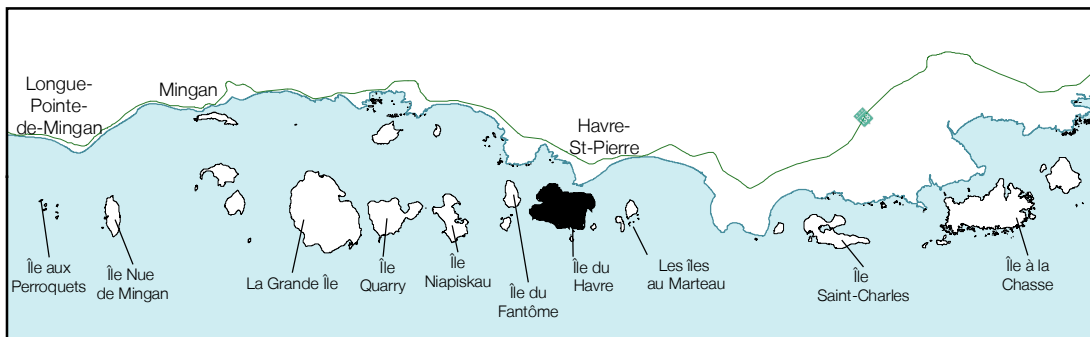 Longue-
Pointe-
de-Mingan
Mingan
Havre-
St-Pierre
Île aux
Perroquets
Île Nue
de Mingan
La Grande Île
Île
Quarry
Île
Niapiskau
Île du
Fantôme
Île du
Havre
Les îles
au Marteau
Île
Saint-Charles
Île à la
Chasse